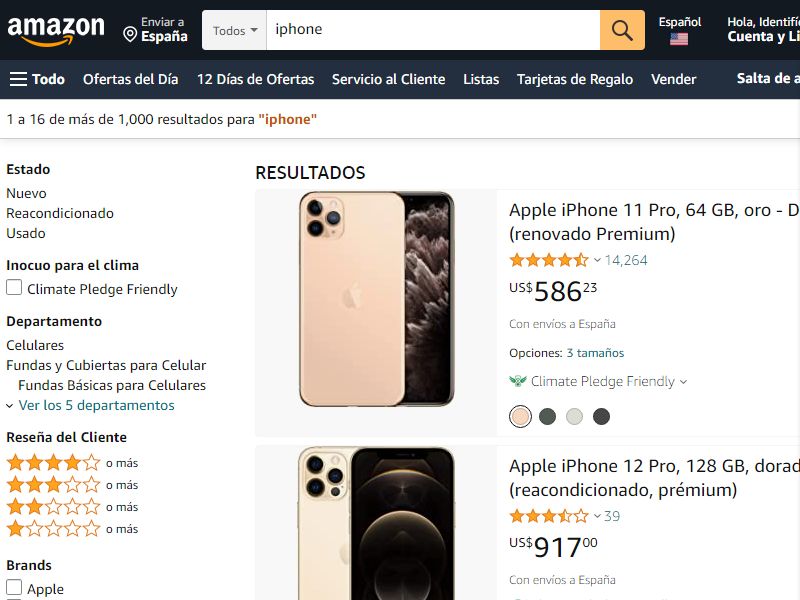 amazon
Enviar a
España
Todos
iphone
Español
Hola, Identifí
Cuenta y Li
Todo
Ofertas del Día
12 Días de Ofertas
Servicio al Cliente
Listas
Tarjetas de Regalo
Vender
Salta de a
1 a 16 de más de 1,000 resultados para "iphone"
Estado
Nuevo
Reacondicionado
Usado
Inocuo para el clima
Climate Pledge Friendly
Departamento
Celulares
Fundas y Cubiertas para Celular
Fundas Básicas para Celulares
Ver los 5 departamentos
Reseña del Cliente
o más
o más
o más
o más
Brands
Apple
RESULTADOS
Apple iPhone 11 Pro, 64 GB, oro - D
(renovado Premium)
14,264
US$586 23
Con envíos a España
Opciones: 3 tamaños
Climate Pledge Friendly
Apple iPhone 12 Pro, 128 GB, dorad
(reacondicionado, prémium)
39
US$917 00
Con envíos a España